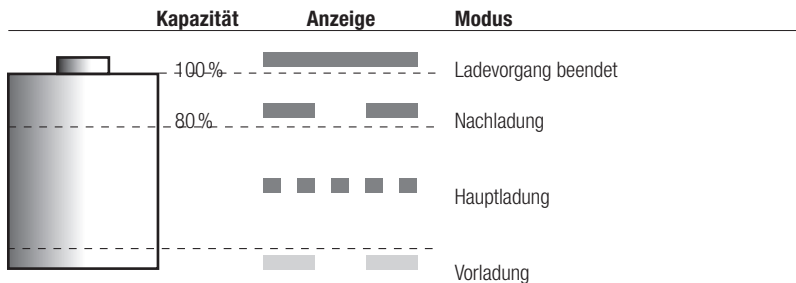 Kapazität Anzeige Modus
100 % Ladevorgang beendet
80 % Nachladung
Hauptladung
Vorladung